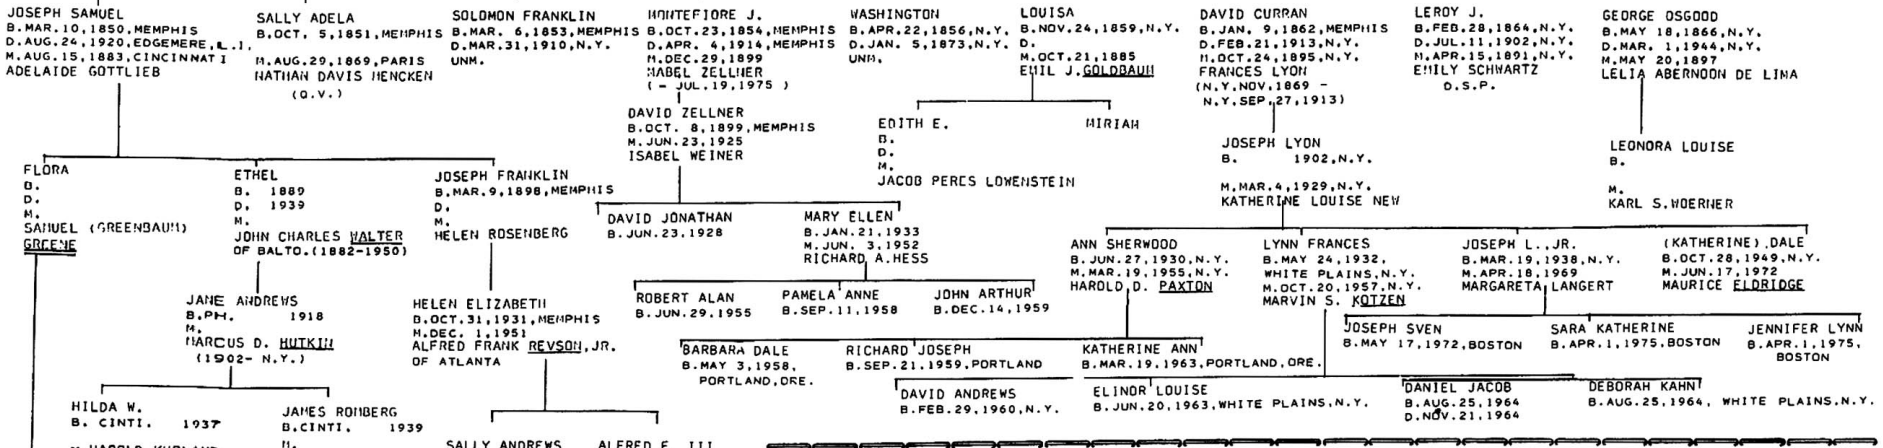 JOSEPH SAMUEL
B.MAR.10,1850,MEMPHIS
D.AUG.24,1920,EDGEMERE,L.I.
M.AUG.15,1883,CINCINNATI
ADELAIDE GOTTLIEB
SALLY ADELA
B.OCT. 5,1851,MEMPHIS
M.AUG.29,1869,PARIS
NATHAN DAVIS MENCKEN
(Q.V.)
SOLOMON FRANKLIN
B.MAR. 6,1853,MEMPHIS
D.MAR.31,1910,N.Y.
UNM.
MONTEFIORE J.
B.OCT.23,1854,MEMPHIS
D.APR. 4,1914,MEMPHIS
M.DEC.29,1899
MABEL ZELLNER
( - JUL.19,1975 )
WASHINGTON
B.APR.22,1856,N.Y.
D.JAN. 5,1873,N.Y.
UNM.
LOUISA
B.NOV.24,1859,N.Y.
D.
M.OCT.21,1885
EMIL J.GOLDBAUM
DAVID CURRAN
B.JAN. 9,1862,MEMPHIS
D.FEB.21,1913,N.Y.
M.OCT.24,1895,N.Y.
FRANCES LYON
(N.Y.NOV,1869 -
N.Y.SEP.27,1913)
LEROY J.
B.FEB.28,1864,N.Y.
D.JUL.11,1902,N.Y.
M.APR.15,1891,N.Y.
EMILY SCHWARTZ
D.S.P.
GEORGE OSGOOD
B.MAY 18,1866,N.Y.
D.MAR. 1,1944,N.Y.
M.MAY 20,1897
LELIA ABERNOON DE LIMA
DAVID ZELLNER
B.OCT. 8,1899,MEMPHIS
M.JUN.23,1925
ISABEL WEINER
EDITH E.
B.
D.
M.
JACOB PERES LOWENSTEIN
MIRIAM
JOSEPH LYON
B. 1902,N.Y.
M.MAR.4,1929,N.Y.
KATHERINE LOUISE NEW
LEONORA LOUISE
B.
M.
KARL S.WOERNER
FLORA
B.
D.
M.
SAMUEL (GREENBAUM)
GREENE
ETHEL
B. 1889
D. 1939
M.
JOHN CHARLES WALTER
OF BALTO.(1882-1950)
JOSEPH FRANKLIN
B.MAR.9,1898,MEMPHIS
D.
M.
HELEN ROSENBERG
DAVID JONATHAN
B.JUN.23,1928
MARY ELLEN
B.JAN.21,1933
M.JUN. 3,1952
RICHARD A.HESS
ANN SHERWOOD
B.JUN.27,1930,N.Y.
M.MAR.19,1955,N.Y.
HAROLD D. PAXTON
LYNN FRANCES
B.MAY 24,1932,
WHITE PLAINS,N.Y.
M.OCT.20,1957,N.Y.
MARVIN S. KOTZEN
JOSEPH L.,JR.
B.MAR.19,1938,N.Y.
M.APR.18,1969
MARGARETA LANGERT
(KATHERINE) DALE
B.OCT.28,1949,N.Y.
M.JUN.17,1972
MAURICE ELDRIDGE
JANE ANDREWS
B.PH. 1918
M.
MARCUS D. HUTKIN
(1902- N.Y.)
HELEN ELIZABETH
B.OCT.31,1931,MEMPHIS
M.DEC. 1,1951
ALFRED FRANK REVSON,JR.
OF ATLANTA
ROBERT ALAN
B.JUN.29.1955
PAMELA ANNE
B.SEP.11,1958
JOHN ARTHUR
B.DEC.14,1959
JOSEPH SVEN
B.MAY 17,1972,BOSTON
SARA KATHERINE
B.APR.1,1975,BOSTON
JENNIFER LYNN
B.APR.1,1975,
BOSTON
BARBARA DALE
B.MAY 3,1958,
PORTLAND,ORE.
RICHARD JOSEPH
B.SEP.21,1959,PORTLAND
KATHERINE ANN
B.MAR.19,1963,PORTLAND,ORE.
DAVID ANDREWS
B.FEB.29,1960,N.Y.
ELINOR LOUISE
B.JUN.20,1963,WHITE PLAINS,N.Y.
DANIEL JACOB
B.AUG.25,1964
D.NOV.21,1964
DEBORAH KAHN
B.AUG.25,1964, WHITE PLAINS,N.Y.
HILDA W.
B. CINTI. 1937
JAMES ROMBERG
B.CINTI. 1939
M.
SALLY ANDREWS
ALFRED F. III